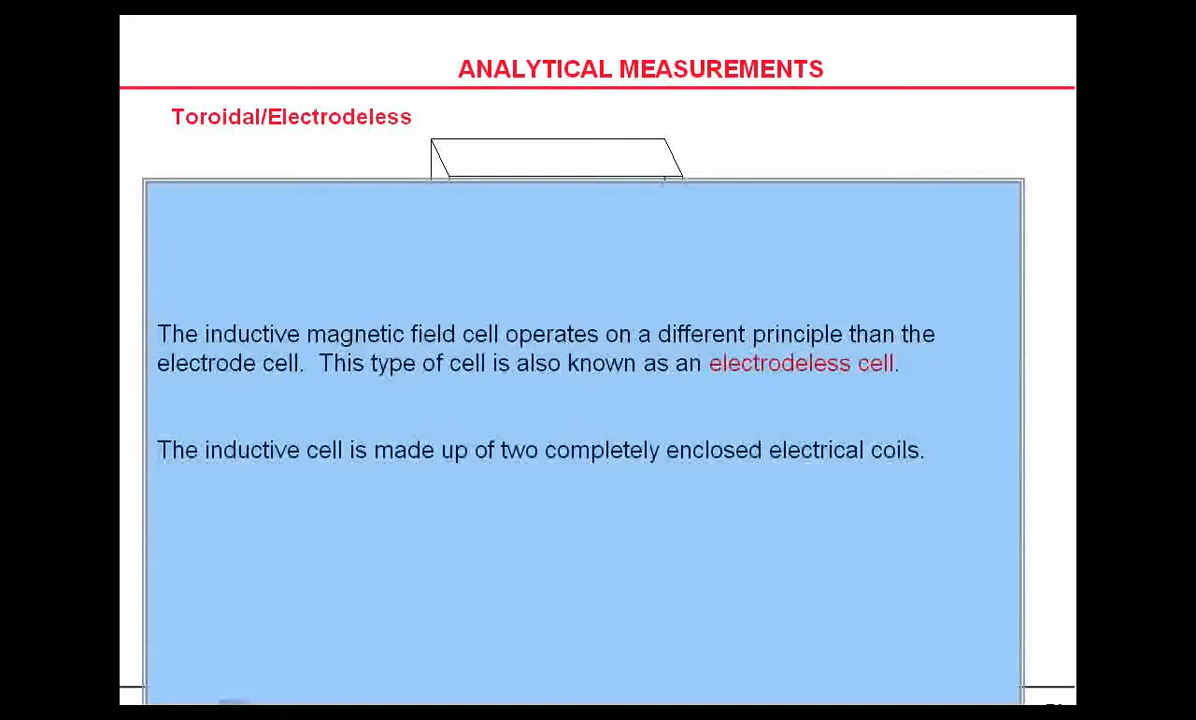 ANALYTICAL MEASUREMENTS
Toroidal/Electrodeless
The inductive magnetic field cell operates on a different principle than the
electrode cell.  This type of cell is also known as an electrodeless cell.
The inductive cell is made up of two completely enclosed electrical coils.